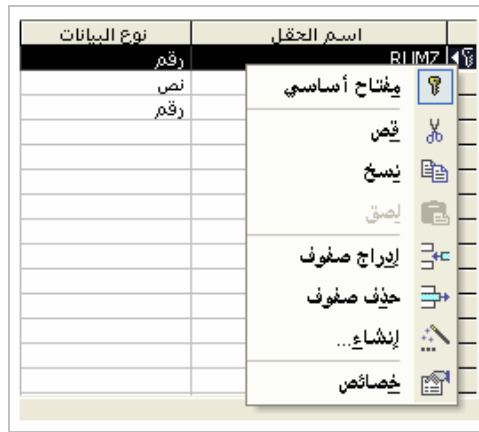 اسم الحقل
نوع البيانات
RUMZ
رقم
نص
رقم
مفتاح أساسي
قص
نسخ
لصق
إدراج صفوف
حذف صفوف
إنشاء...
خصائص